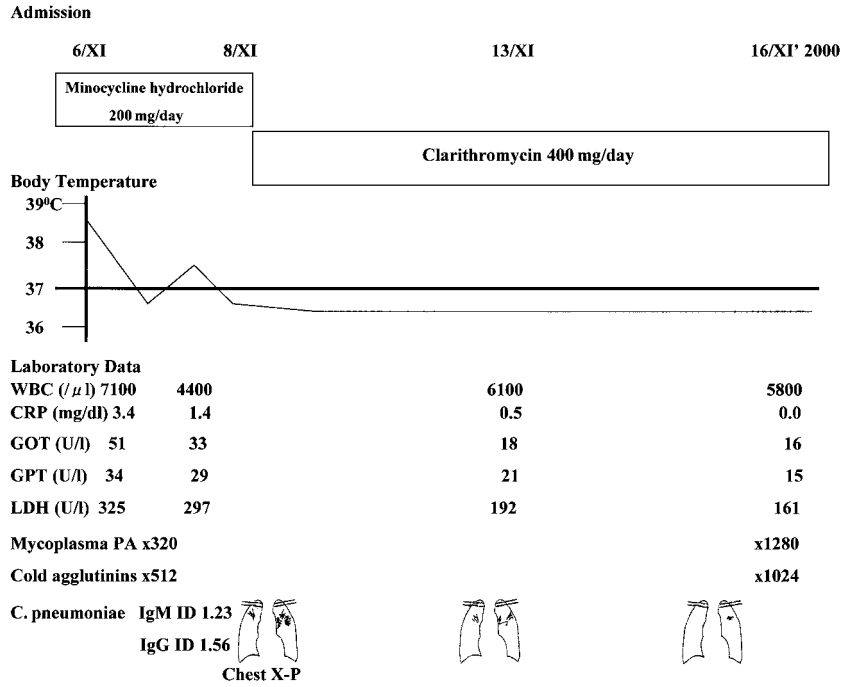 Admission
6/XI 8/XI 13/XI 16/XI' 2000
Minocycline hydrochloride
200 mg/day
Clarithromycin 400 mg/day
Body Temperature
39⁰C
38
37
36
Laboratory Data
WBC (/μl) 7100 4400 6100 5800
CRP (mg/dl) 3.4 1.4 0.5 0.0
GOT (U/l) 51 33 18 16
GPT (U/l) 34 29 21 15
LDH (U/l) 325 297 192 161
Mycoplasma PA x320 x1280
Cold agglutinins x512 x1024
C. pneumoniae IgM ID 1.23
IgG ID 1.56
Chest X-P